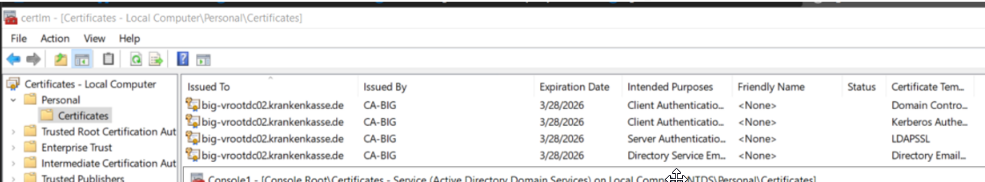 certlm - [Certificates - Local Computer\Personal\Certificates]
File Action View Help
Certificates - Local Computer
Personal
Certificates
Trusted Root Certification Aut
Enterprise Trust
Intermediate Certification Aut
Trusted Publishers
Issued To Issued By Expiration Date Intended Purposes Friendly Name Status Certificate Tem...
big-vrootdc02.krankenkasse.de CA-BIG 3/28/2026 Client Authenticatio... <None> Domain Contro...
big-vrootdc02.krankenkasse.de CA-BIG 3/28/2026 Client Authenticatio... <None> Kerberos Authe...
big-vrootdc02.krankenkasse.de CA-BIG 3/28/2026 Server Authenticatio... <None> LDAPSSL
big-vrootdc02.krankenkasse.de CA-BIG 3/28/2026 Directory Service Em... <None> Directory Email...
Console1 - [Console Root\Certificates - Service (Active Directory Domain Services) on Local NTDS\Personal\Certificates]